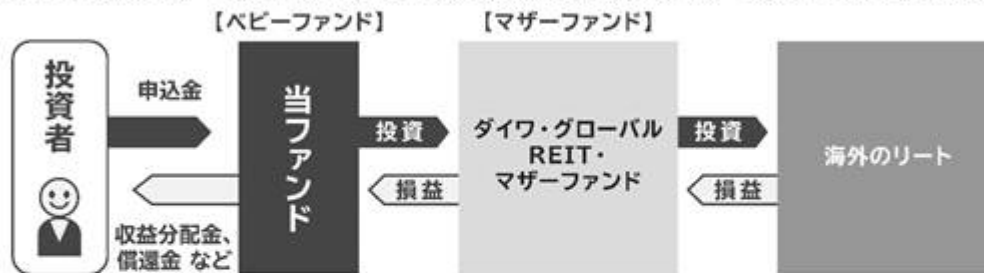 【ベビーファンド】
【マザーファンド】
投資者
申込金
収益分配金、
償還金 など
当ファンド
投資
損益
ダイワ・グローバル
REIT・
マザーファンド
投資
損益
海外のリート